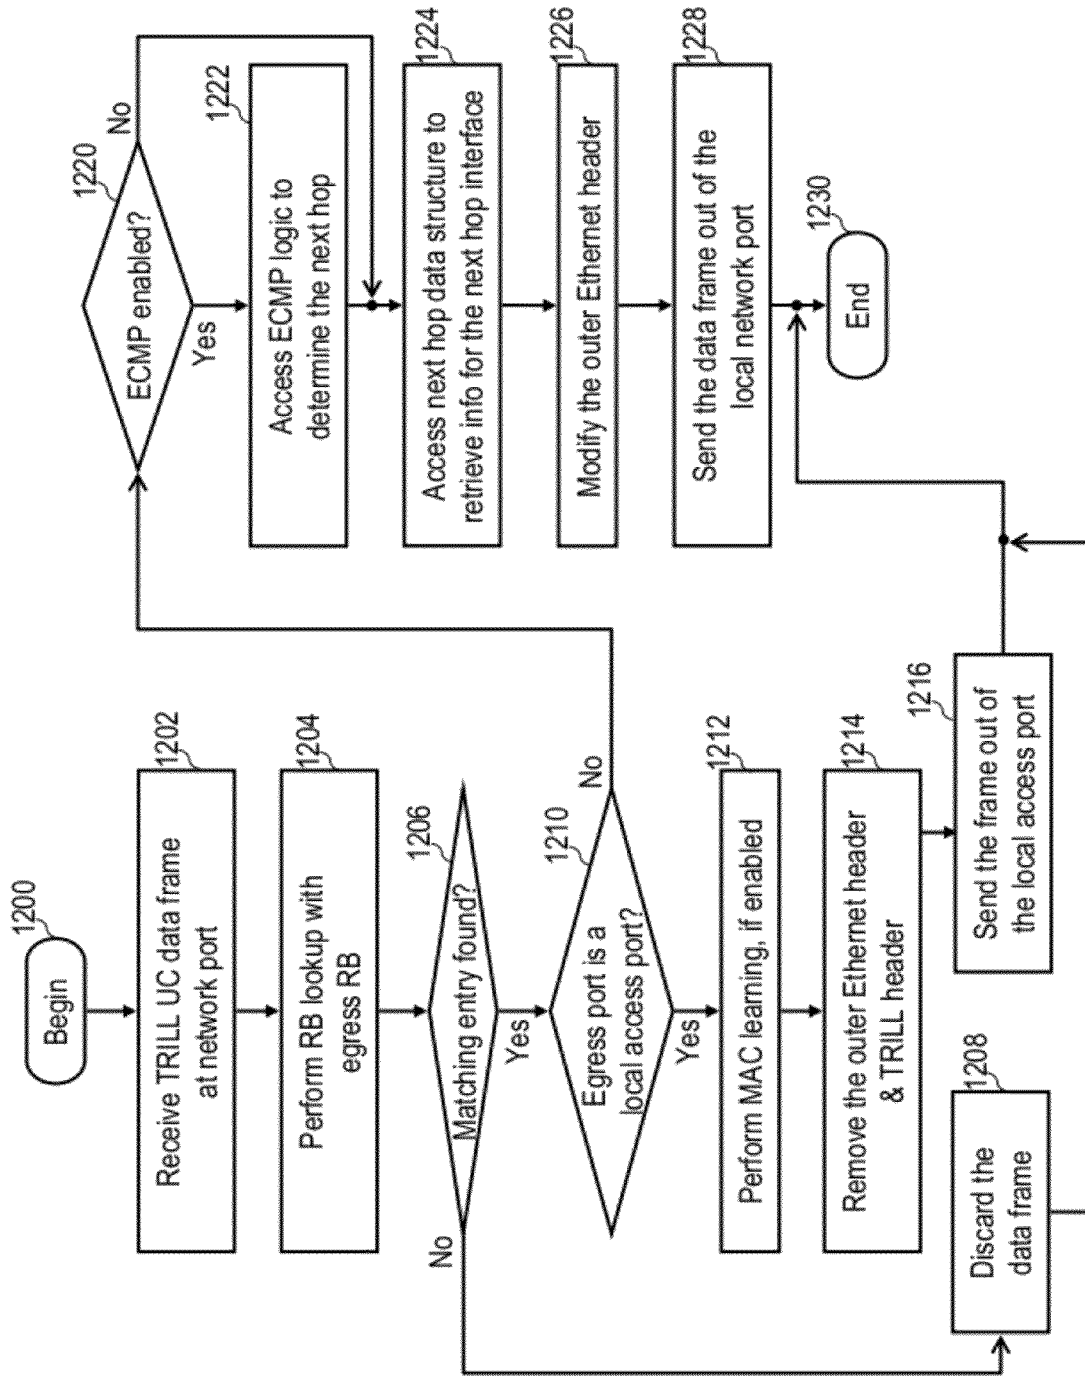 1200
Begin
1202
Receive TRILL UC data frame
at network port
1204
Perform RB lookup with
egress RB
1206
Matching entry found?
No
Yes
1208
Discard the
data frame
1210
Egress port is a
local access port?
No
Yes
1212
Perform MAC learning, if enabled
1214
Remove the outer Ethernet header
& TRILL header
1216
Send the frame out of
the local access port
1220
ECMP enabled?
No
Yes
1222
Access ECMP logic to
determine the next hop
1224
Access next hop data structure to
retrieve info for the next hop interface
1226
Modify the outer Ethernet header
1228
Send the data frame out of the
local network port
1230
End